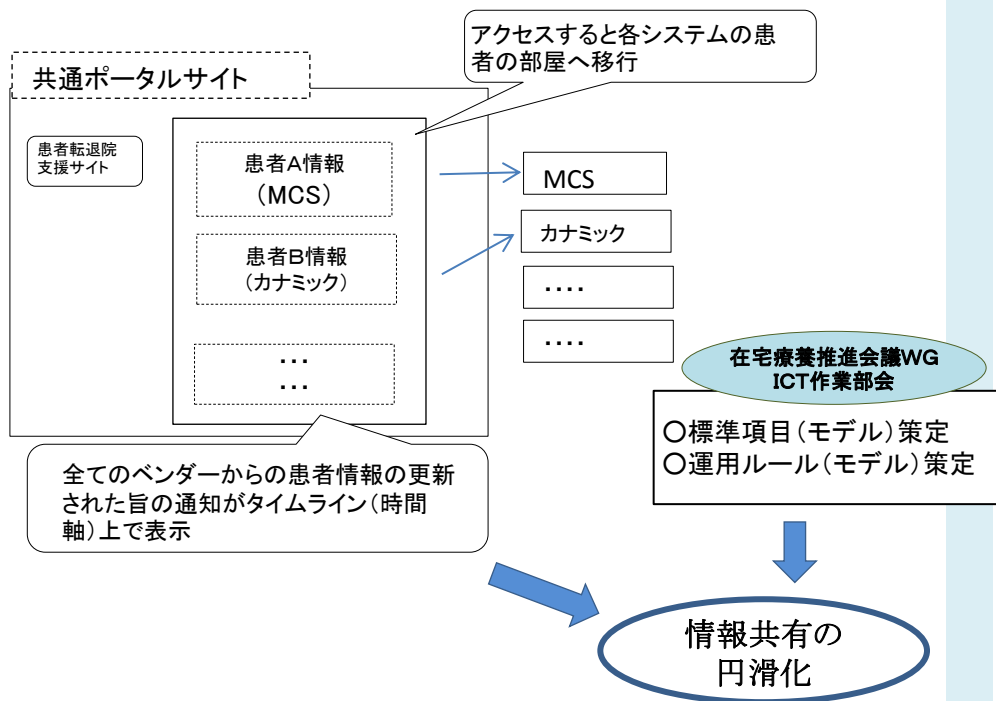 アクセスすると各システムの患
者の部屋へ移行
共通ポータルサイト
患者転退院
支援サイト
患者A情報
（MCS）
患者B情報
（カナミック）
・・・
・・・
MCS
カナミック
・・・・
・・・・
在宅療養推進会議WG
ICT作業部会
○標準項目（モデル）策定
○運用ルール（モデル）策定
全てのベンダーからの患者情報の更新
された旨の通知がタイムライン（時間
軸）上で表示
情報共有の
円滑化